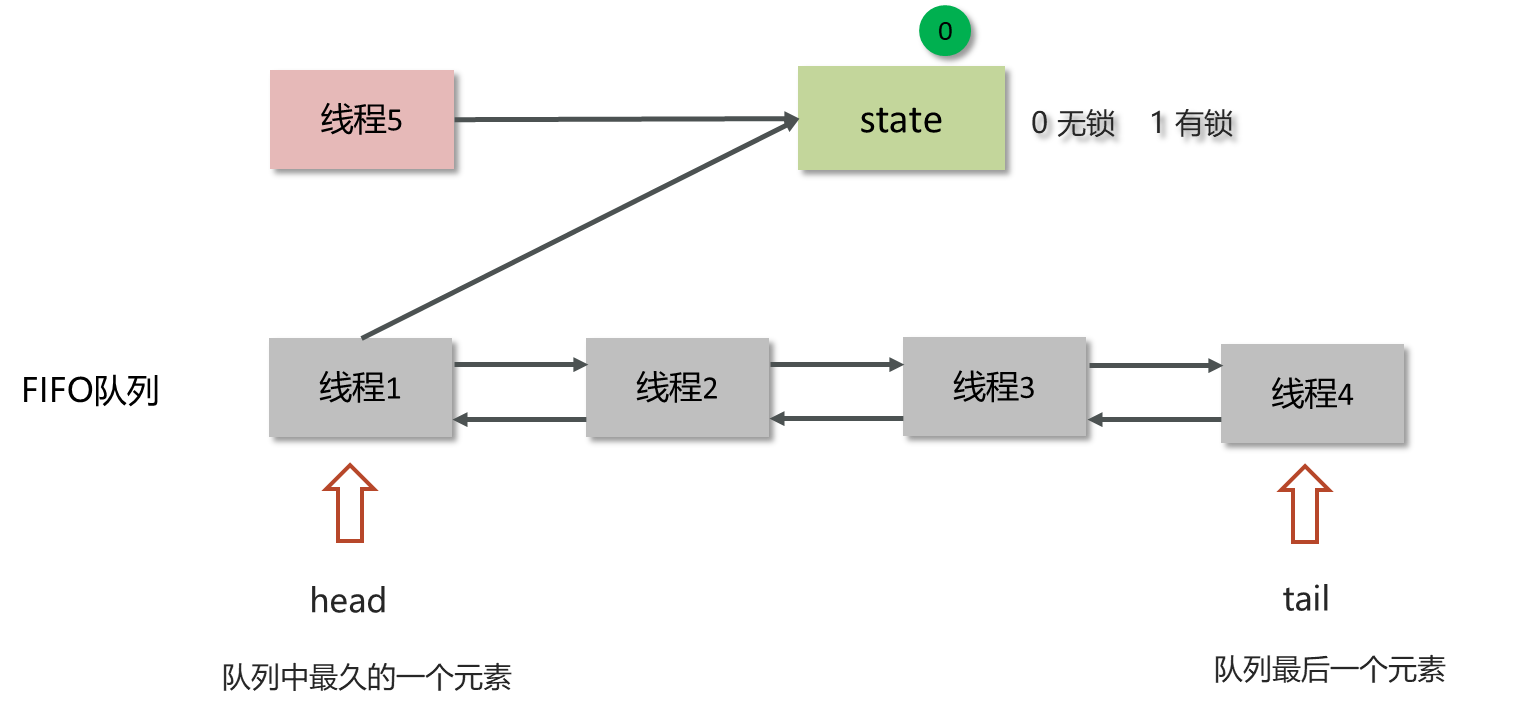 0
线程5
state
0 无锁 1 有锁
FIFO队列
线程1
线程2
线程3
线程4
head
tail
队列中最久的一个元素
队列最后一个元素